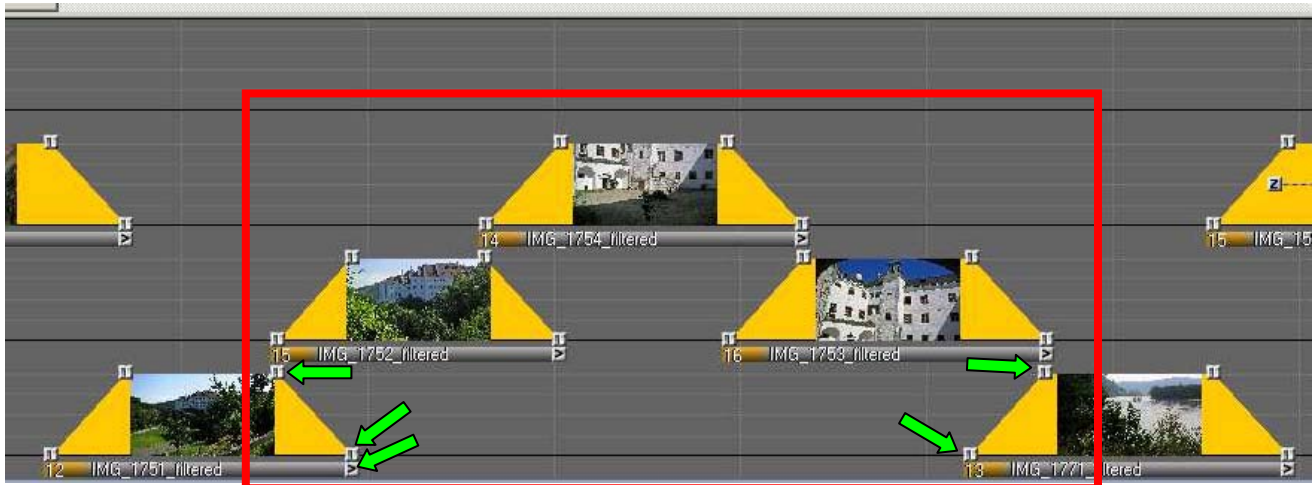 14 IMG_1754_filtered
15 IMG_15
15 IMG_1752_filtered
16 IMG_1753_filtered
12 IMG_1751_filtered
13 IMG_1771_filtered
Z